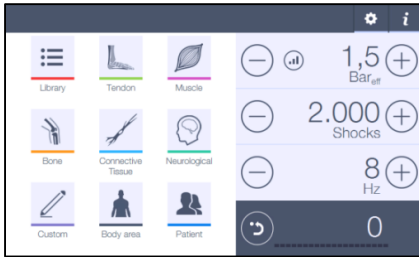 Library
Tendon
Muscle
Bone
Connective
Tissue
Neurological
Custom
Body area
Patient
i
1,5
Bar eff
2.000
Shocks
8
Hz
0